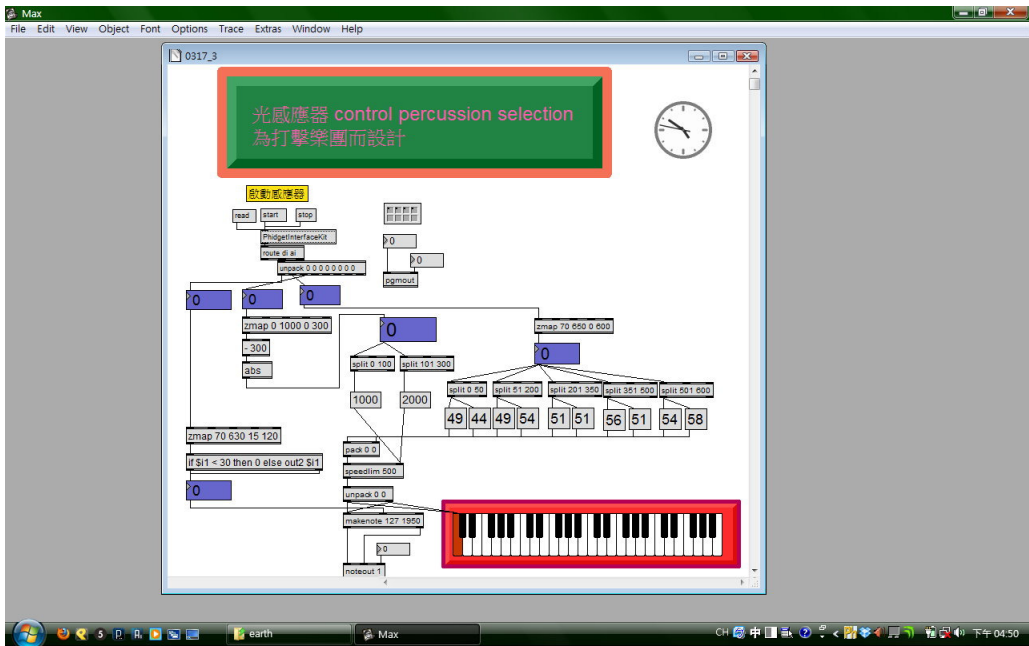 Max
File Edit View Object Font Options Trace Extras Window Help
0317_3
光感應器 control percussion selection
為打擊樂團而設計
啟動感應器
read start stop
PhidgetInterfaceKit
route di ai
unpack 0 0 0 0 0 0 0 0
0
0
pgmout
0 0 0
zmap 0 1000 0 300
0
zmap 70 650 0 600
- 300
0
abs
split 0 100 split 101 300
split 0 50 split 51 200 split 201 350 split 351 500 split 501 600
1000 2000
49 44 49 54 51 51 56 51 54 58
zmap 70 630 15 120
pack 0 0
if $i1 < 30 then 0 else out2 $i1
speedlim 500
0
unpack 0 0
makenote 127 1950
0
noteout 1
earth
Max
CH 中
下午 04:50